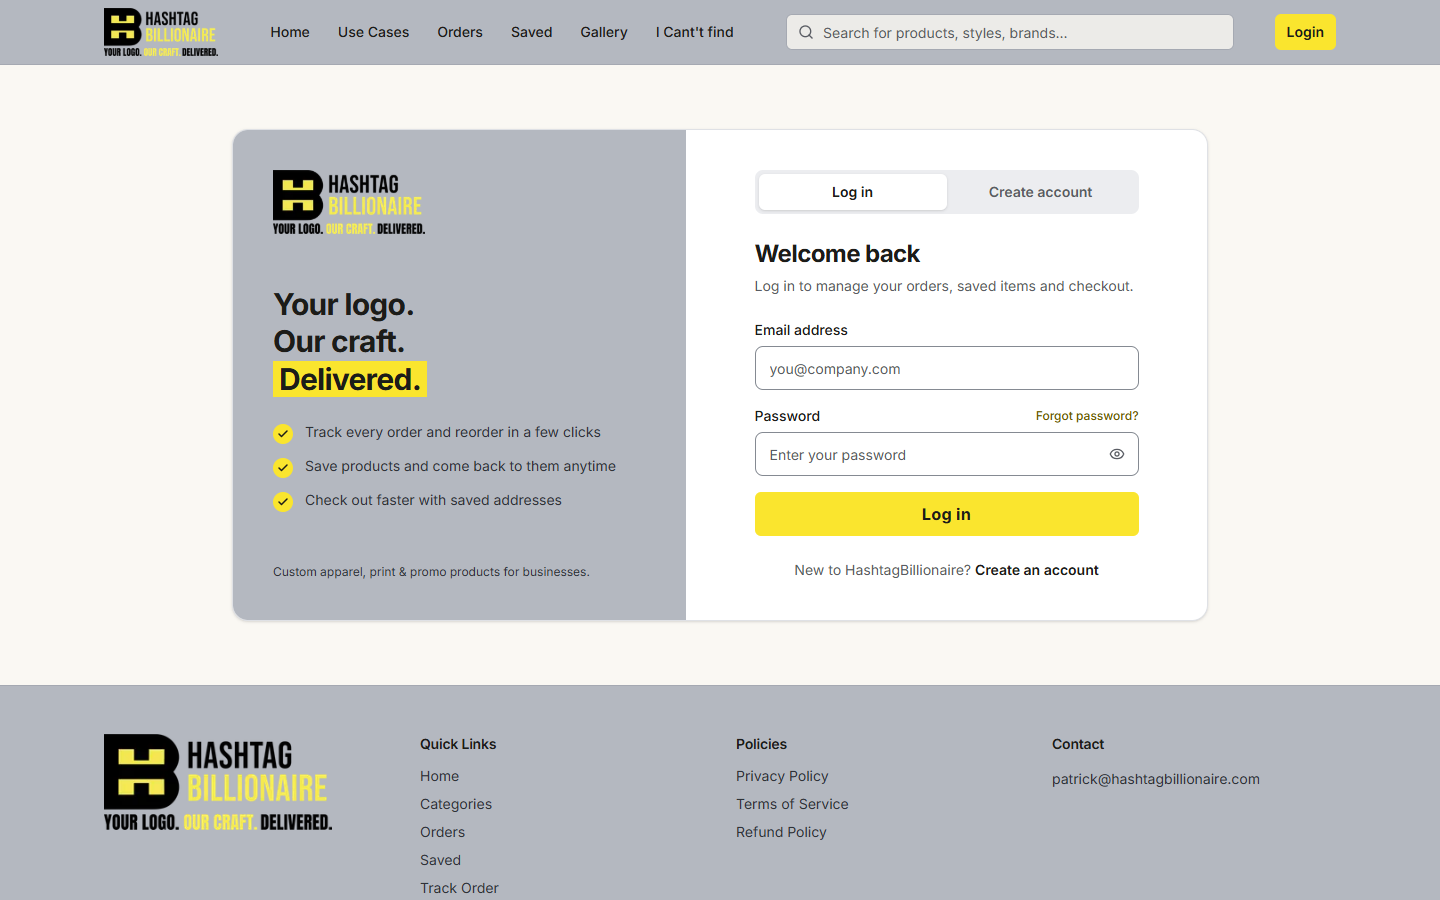 HASHTAG
BILLIONAIRE
YOUR LOGO. OUR CRAFT. DELIVERED.
Home
Use Cases
Orders
Saved
Gallery
I Can't find
Search for products, styles, brands...
Login
HASHTAG
BILLIONAIRE
YOUR LOGO. OUR CRAFT. DELIVERED.
Your logo.
Our craft.
Delivered.
Track every order and reorder in a few clicks
Save products and come back to them anytime
Check out faster with saved addresses
Custom apparel, print & promo products for businesses.
Log in
Create account
Welcome back
Log in to manage your orders, saved items and checkout.
Email address
you@company.com
Password
Forgot password?
Enter your password
Log in
New to HashtagBillionaire? Create an account
HASHTAG
BILLIONAIRE
YOUR LOGO. OUR CRAFT. DELIVERED.
Quick Links
Home
Categories
Orders
Saved
Track Order
Policies
Privacy Policy
Terms of Service
Refund Policy
Contact
patrick@hashtagbillionaire.com